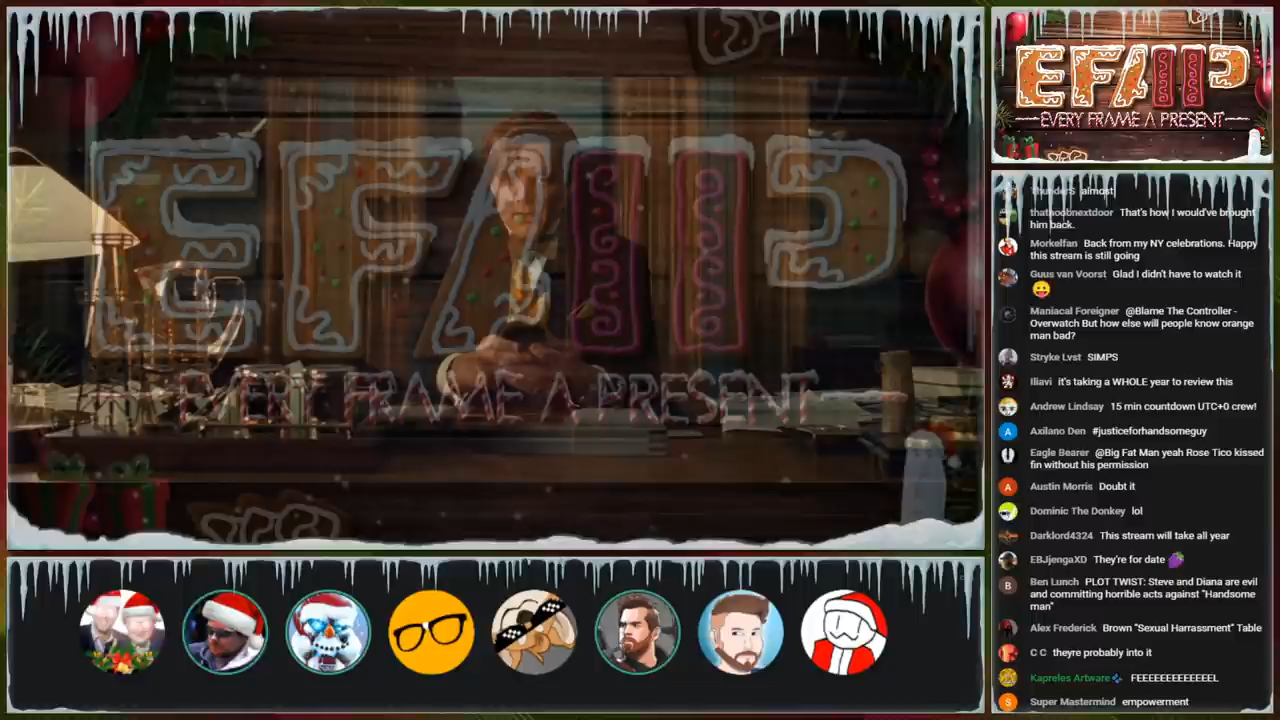 EFAP
EVERY FRAME A PRESENT
EFAP
EVERY FRAME A PRESENT
ThunderS almost
thatnoobnextdoor That's how I would've brought
him back.
Morkelfan Back from my NY celebrations. Happy
this stream is still going
Guus van Voorst Glad I didn't have to watch it
😛
Maniacal Foreigner @Blame The Controller -
Overwatch But how else will people know orange
man bad?
Stryke Lvst SIMPS
Iliavi it's taking a WHOLE year to review this
Andrew Lindsay 15 min countdown UTC+0 crew!
A
Axilano Den #justiceforhandsomeguy
Eagle Bearer @Big Fat Man yeah Rose Tico kissed
fin without his permission
A
Austin Morris Doubt it
Dominic The Donkey lol
Darklord4324 This stream will take all year
EBJjengaXD They're for date 🍇
B
Ben Lunch PLOT TWIST: Steve and Diana are evil
and committing horrible acts against "Handsome
man"
Alex Frederick Brown "Sexual Harrassment" Table
C C theyre probably into it
Kapreles Artware FEEEEEEEEEEEEEL
S
Super Mastermind empowerment